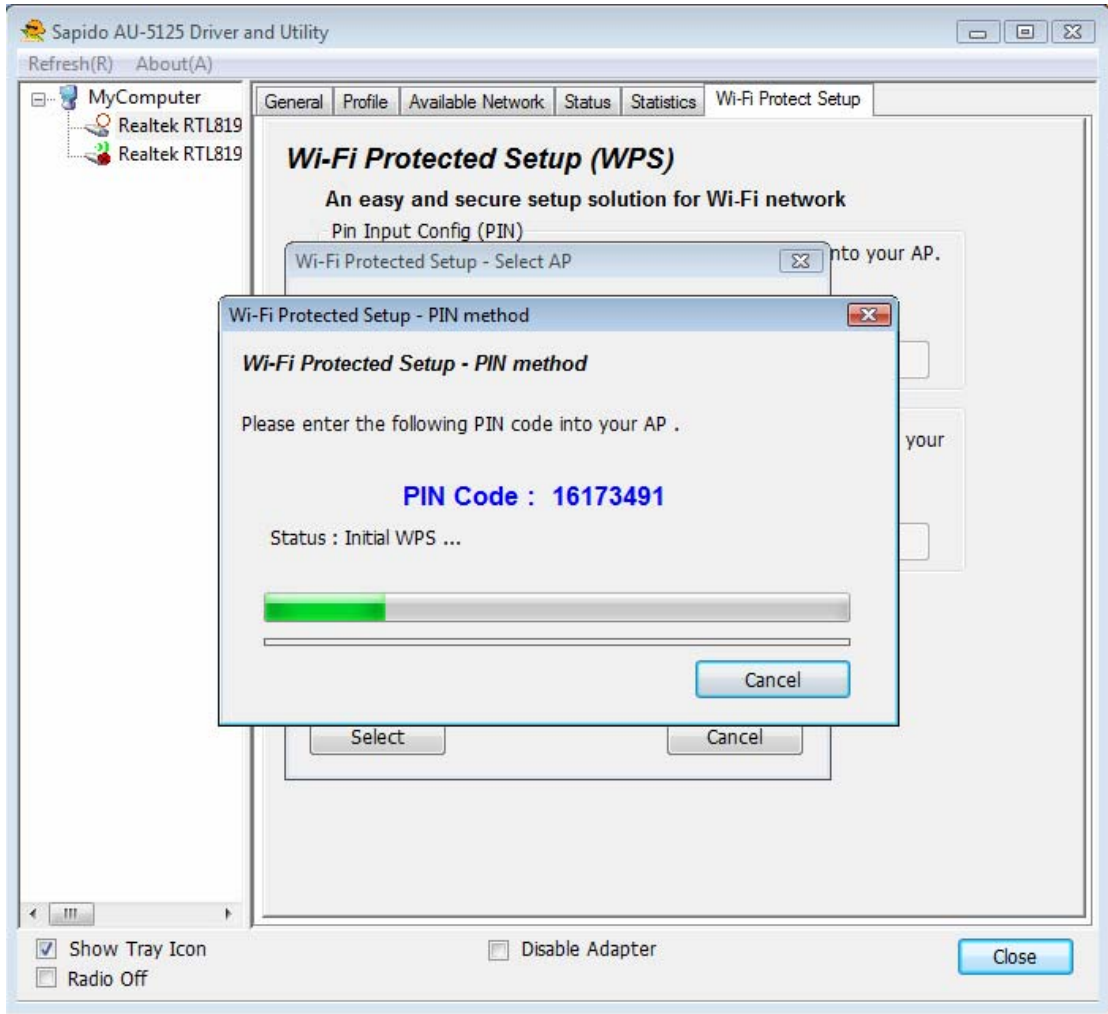 Sapido AU-5125 Driver and Utility
Refresh(R) About(A)
MyComputer
Realtek RTL819
Realtek RTL819
General Profile Available Network Status Statistics Wi-Fi Protect Setup
Wi-Fi Protected Setup (WPS)
An easy and secure setup solution for Wi-Fi network
Pin Input Config (PIN)
nto your AP.
Wi-Fi Protected Setup - Select AP
Wi-Fi Protected Setup - PIN method
Wi-Fi Protected Setup - PIN method
Please enter the following PIN code into your AP .
your
PIN Code : 16173491
Status : Initial WPS ...
Cancel
Select Cancel
Show Tray Icon
Disable Adapter
Radio Off
Close